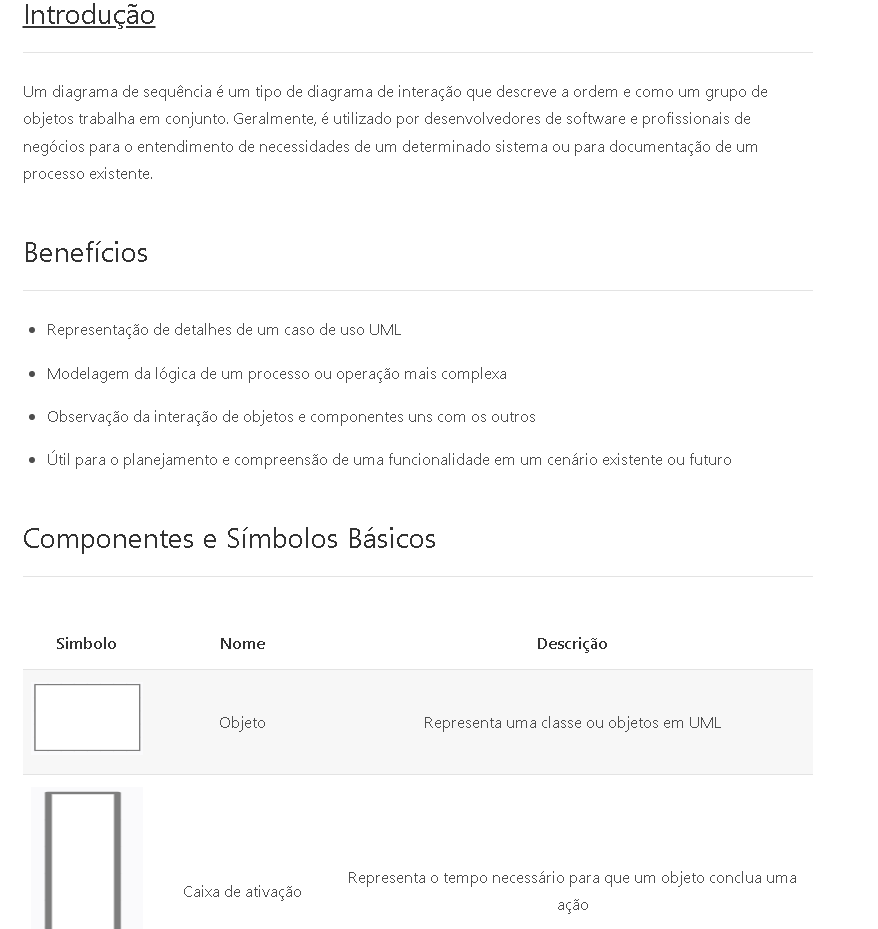 Introdução
Um diagrama de sequência é um tipo de diagrama de interação que descreve a ordem e como um grupo de
objetos trabalha em conjunto. Geralmente, é utilizado por desenvolvedores de software e profissionais de
negócios para o entendimento de necessidades de um determinado sistema ou para documentação de um
processo existente.
Benefícios
Representação de detalhes de um caso de uso UML
Modelagem da lógica de um processo ou operação mais complexa
Observação da interação de objetos e componentes uns com os outros
Útil para o planejamento e compreensão de uma funcionalidade em um cenário existente ou futuro
Componentes e Símbolos Básicos
Simbolo Nome Descrição
Objeto Representa uma classe ou objetos em UML
Caixa de ativação Representa o tempo necessário para que um objeto conclua uma
ação